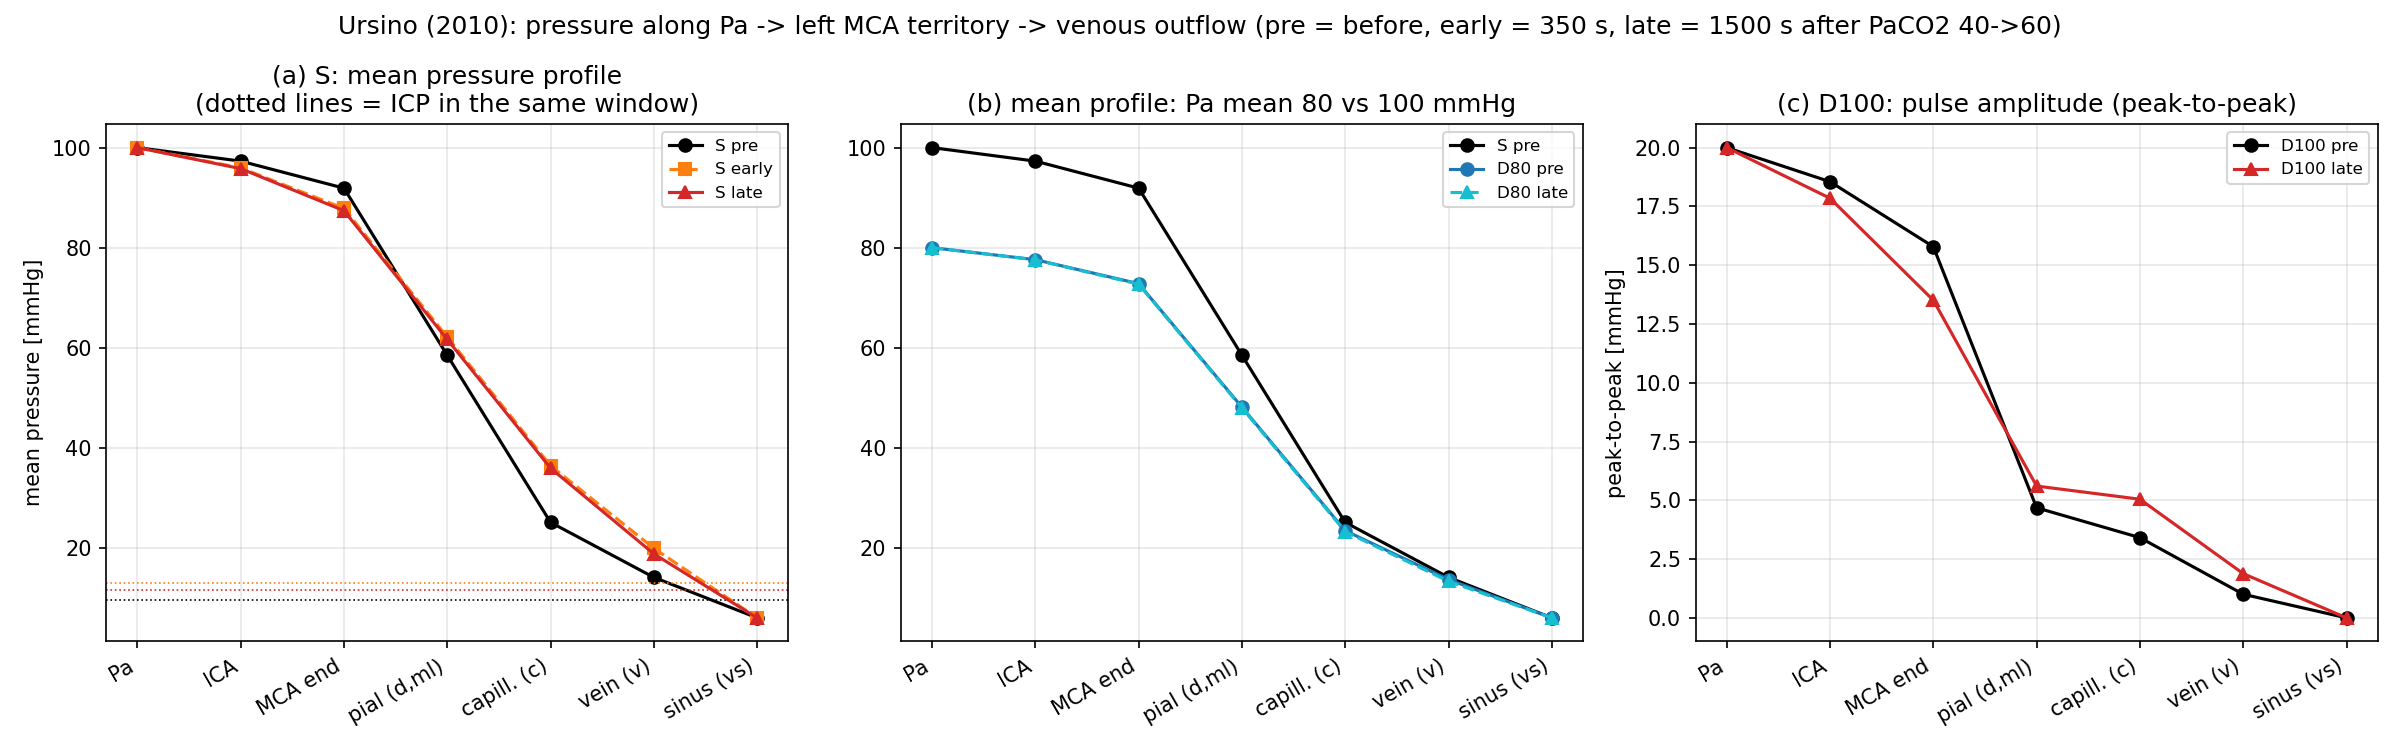 Ursino (2010): pressure along Pa -> left MCA territory -> venous outflow (pre = before, early = 350 s, late = 1500 s after PaCO2 40->60)
(a) S: mean pressure profile
(dotted lines = ICP in the same window)
mean pressure [mmHg]
100
80
60
40
20
S pre
S early
S late
Pa
ICA
MCA end
pial (d,ml)
capill. (c)
vein (v)
sinus (vs)
(b) mean profile: Pa mean 80 vs 100 mmHg
100
80
60
40
20
S pre
D80 pre
D80 late
Pa
ICA
MCA end
pial (d,ml)
capill. (c)
vein (v)
sinus (vs)
(c) D100: pulse amplitude (peak-to-peak)
peak-to-peak [mmHg]
20.0
17.5
15.0
12.5
10.0
7.5
5.0
2.5
0.0
D100 pre
D100 late
Pa
ICA
MCA end
pial (d,ml)
capill. (c)
vein (v)
sinus (vs)